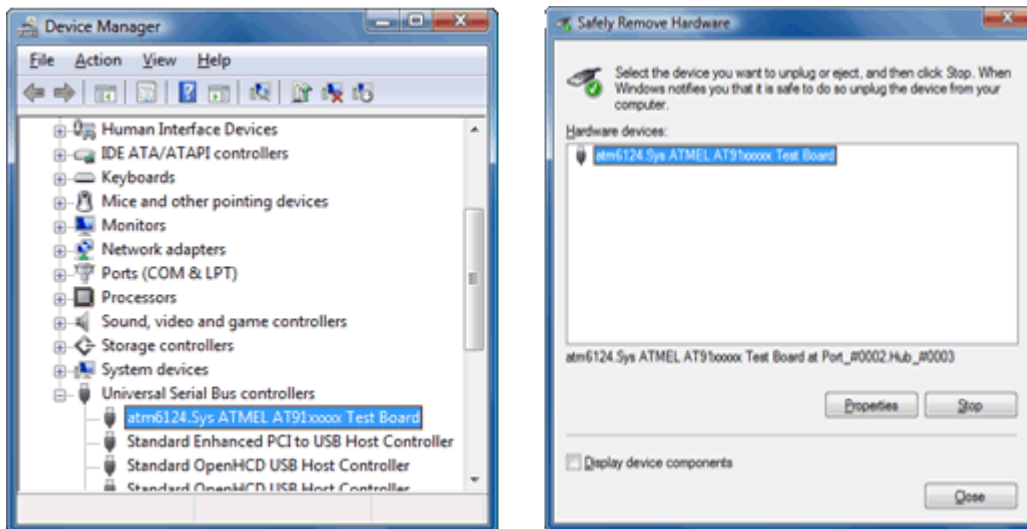 Device Manager
File Action View Help
Human Interface Devices
IDE ATA/ATAPI controllers
Keyboards
Mice and other pointing devices
Monitors
Network adapters
Ports (COM & LPT)
Processors
Sound, video and game controllers
Storage controllers
System devices
Universal Serial Bus controllers
atm6124.Sys ATMEL AT91xxxxx Test Board
Standard Enhanced PCI to USB Host Controller
Standard OpenHCD USB Host Controller
Standard OpenHCD USB Host Controller
Safely Remove Hardware
Select the device you want to unplug or eject, and then click Stop. When
Windows notifies you that it is safe to do so unplug the device from your
computer.
Hardware devices:
atm6124.Sys ATMEL AT91xxxxx Test Board
atm6124.Sys ATMEL AT91xxxxx Test Board at Port_#0002.Hub_#0003
Properties Stop
Display device components
Close